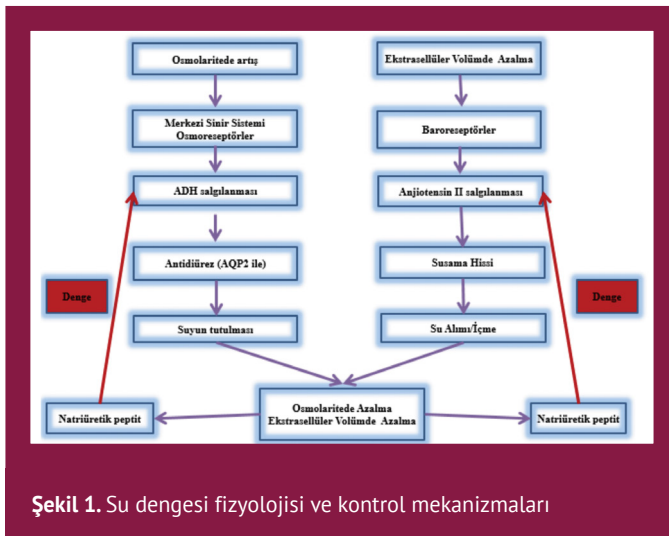 Osmolaritede artış
Merkezi Sinir Sistemi
Osmoreseptörler
ADH salgılanması
Antidiürez (AQP2 ile)
Suyun tutulması
Ekstrasellüler Volümde Azalma
Baroreseptörler
Anjiotensin II salgılanması
Susama Hissi
Su Alımı/İçme
Denge
Denge
Natriüretik peptit
Osmolaritede Azalma
Ekstrasellüler Volümde Azalma
Natriüretik peptit
Şekil 1. Su dengesi fizyolojisi ve kontrol mekanizmaları